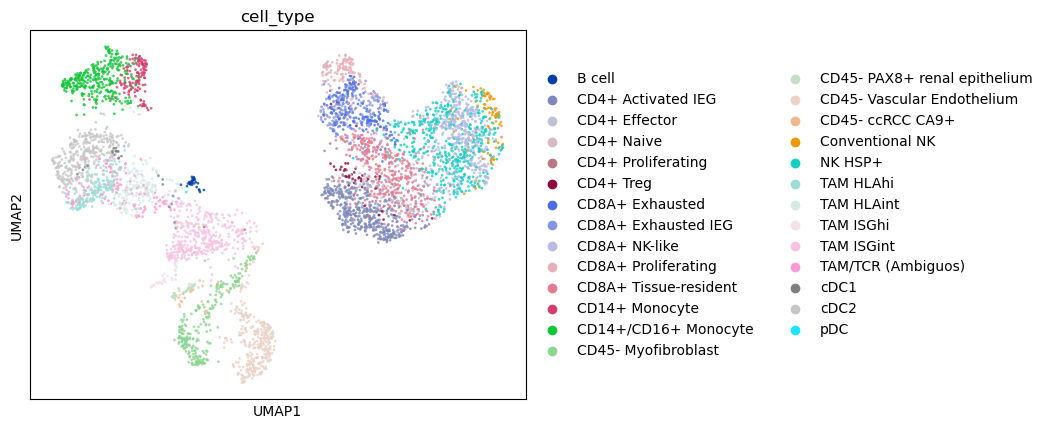 cell_type
UMAP2
UMAP1
B cell
CD4+ Activated IEG
CD4+ Effector
CD4+ Naive
CD4+ Proliferating
CD4+ Treg
CD8A+ Exhausted
CD8A+ Exhausted IEG
CD8A+ NK-like
CD8A+ Proliferating
CD8A+ Tissue-resident
CD14+ Monocyte
CD14+/CD16+ Monocyte
CD45- Myofibroblast
CD45- PAX8+ renal epithelium
CD45- Vascular Endothelium
CD45- ccRCC CA9+
Conventional NK
NK HSP+
TAM HLAhi
TAM HLAint
TAM ISGhi
TAM ISGint
TAM/TCR (Ambiguos)
cDC1
cDC2
pDC